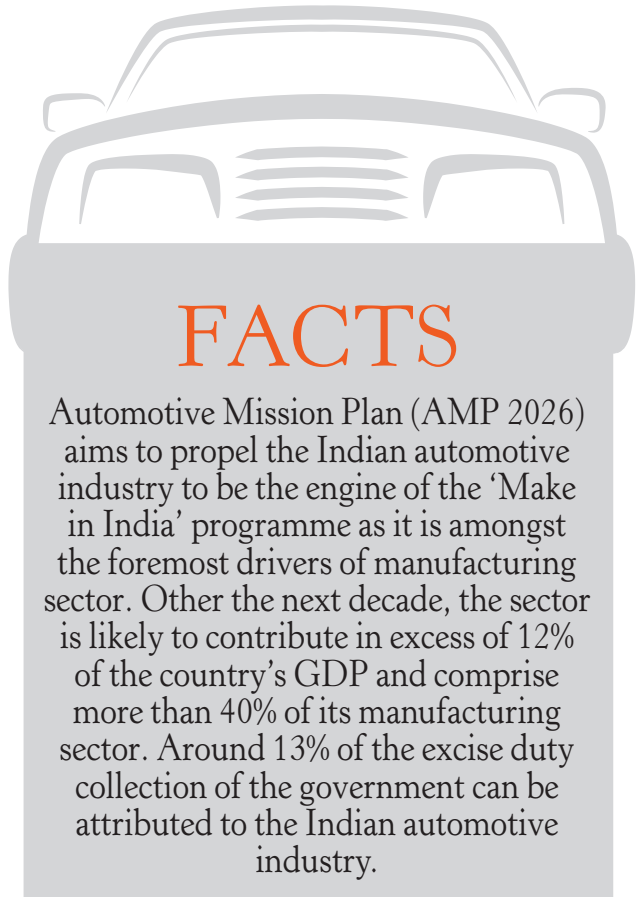 FACTS
Automotive Mission Plan (AMP 2026)
aims to propel the Indian automotive
industry to be the engine of the ‘Make
in India’ programme as it is amongst
the foremost drivers of manufacturing
sector. Other the next decade, the sector
is likely to contribute in excess of 12%
of the country’s GDP and comprise
more than 40% of its manufacturing
sector. Around 13% of the excise duty
collection of the government can be
attributed to the Indian automotive
industry.